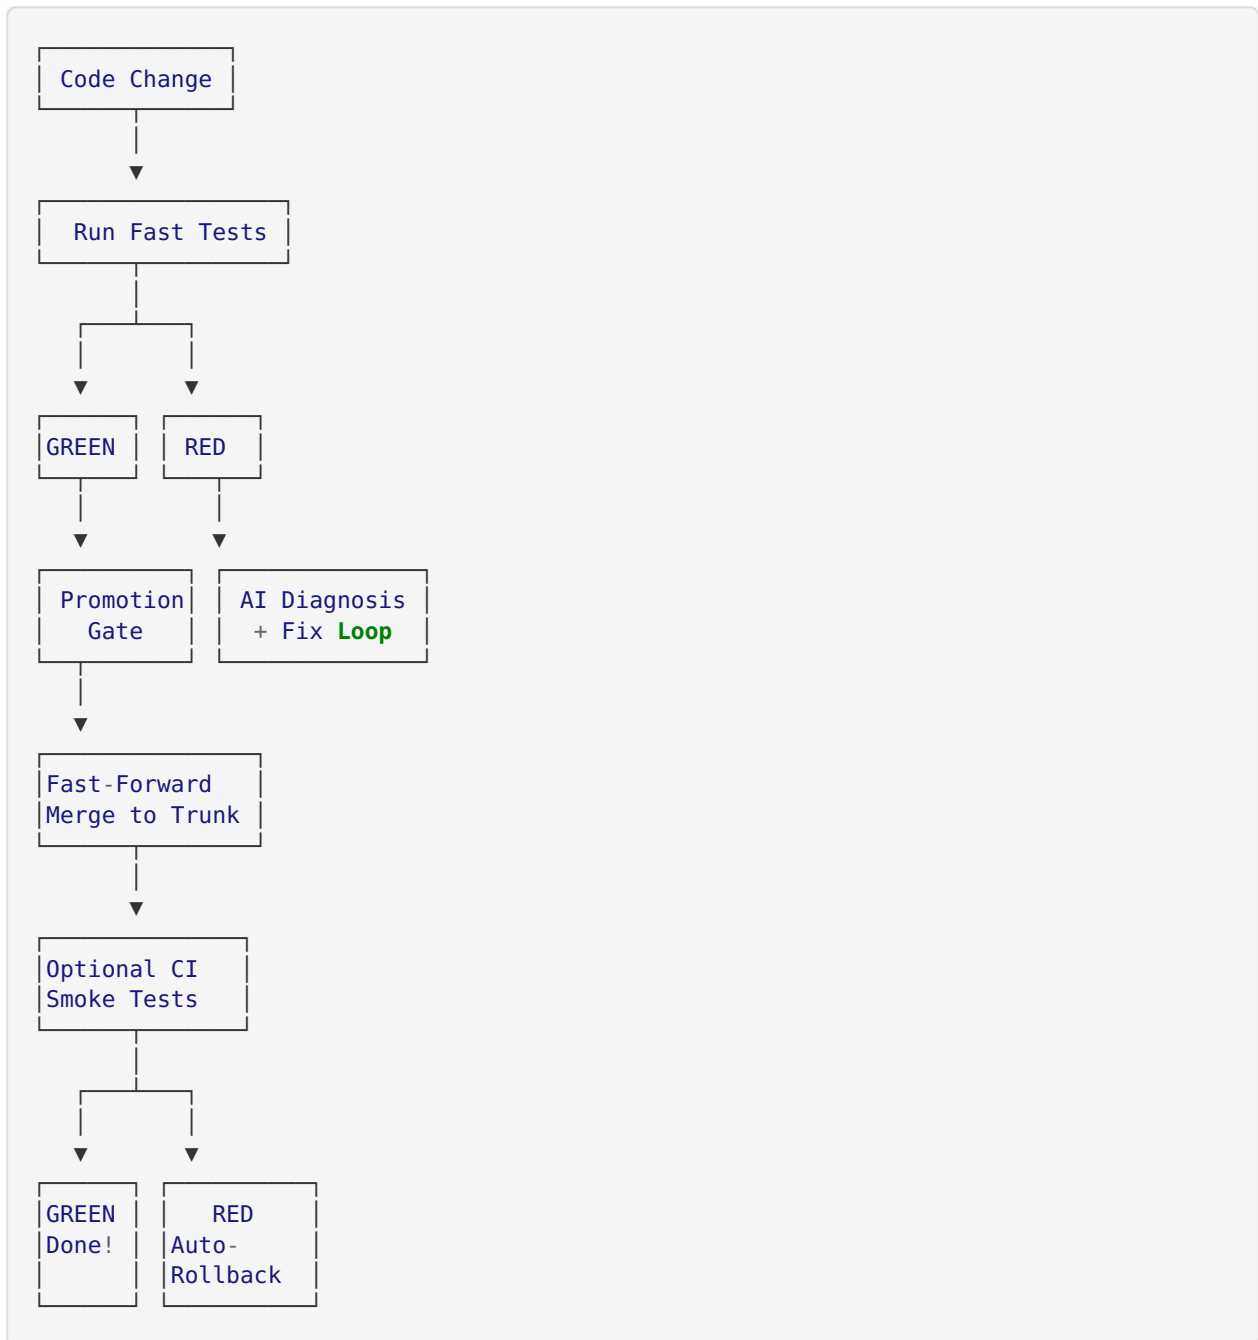 Code Change
Run Fast Tests
GREEN RED
Promotion AI Diagnosis
Gate + Fix Loop
Fast-Forward
Merge to Trunk
Optional CI
Smoke Tests
GREEN RED
Done! Auto-
Rollback